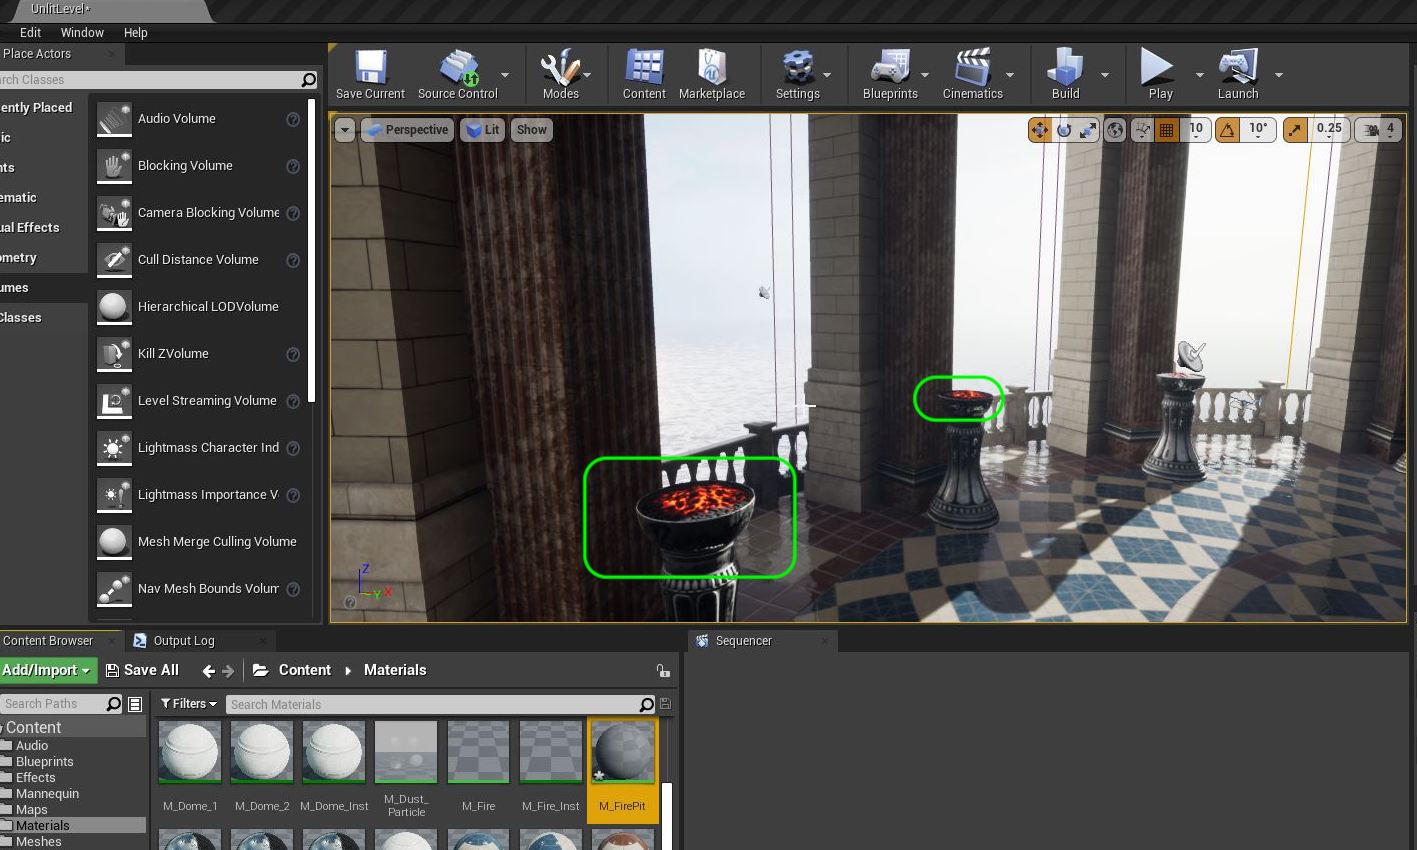 UnlitLevel*
Edit Window Help
Place Actors
rch Classes
ently Placed
ic
nts
ematic
ual Effects
ometry
umes
Classes
Audio Volume
Blocking Volume
Camera Blocking Volume
Cull Distance Volume
Hierarchical LODVolume
Kill ZVolume
Level Streaming Volume
Lightmass Character Ind
Lightmass Importance V
Mesh Merge Culling Volume
Nav Mesh Bounds Volum
Save Current Source Control Modes Content Marketplace Settings Blueprints Cinematics Build Play Launch
Perspective Lit Show 10 10° 0.25 4
Z
Y X
Content Browser Output Log
Add/Import Save All Content Materials
Search Paths
Filters Search Materials
Content
Audio
Blueprints
Effects
Mannequin
Maps
Materials
Meshes
M_Dome_1 M_Dome_2 M_Dome_Inst M_Dust_
Particle M_Fire M_Fire_Inst M_FirePit
Sequencer